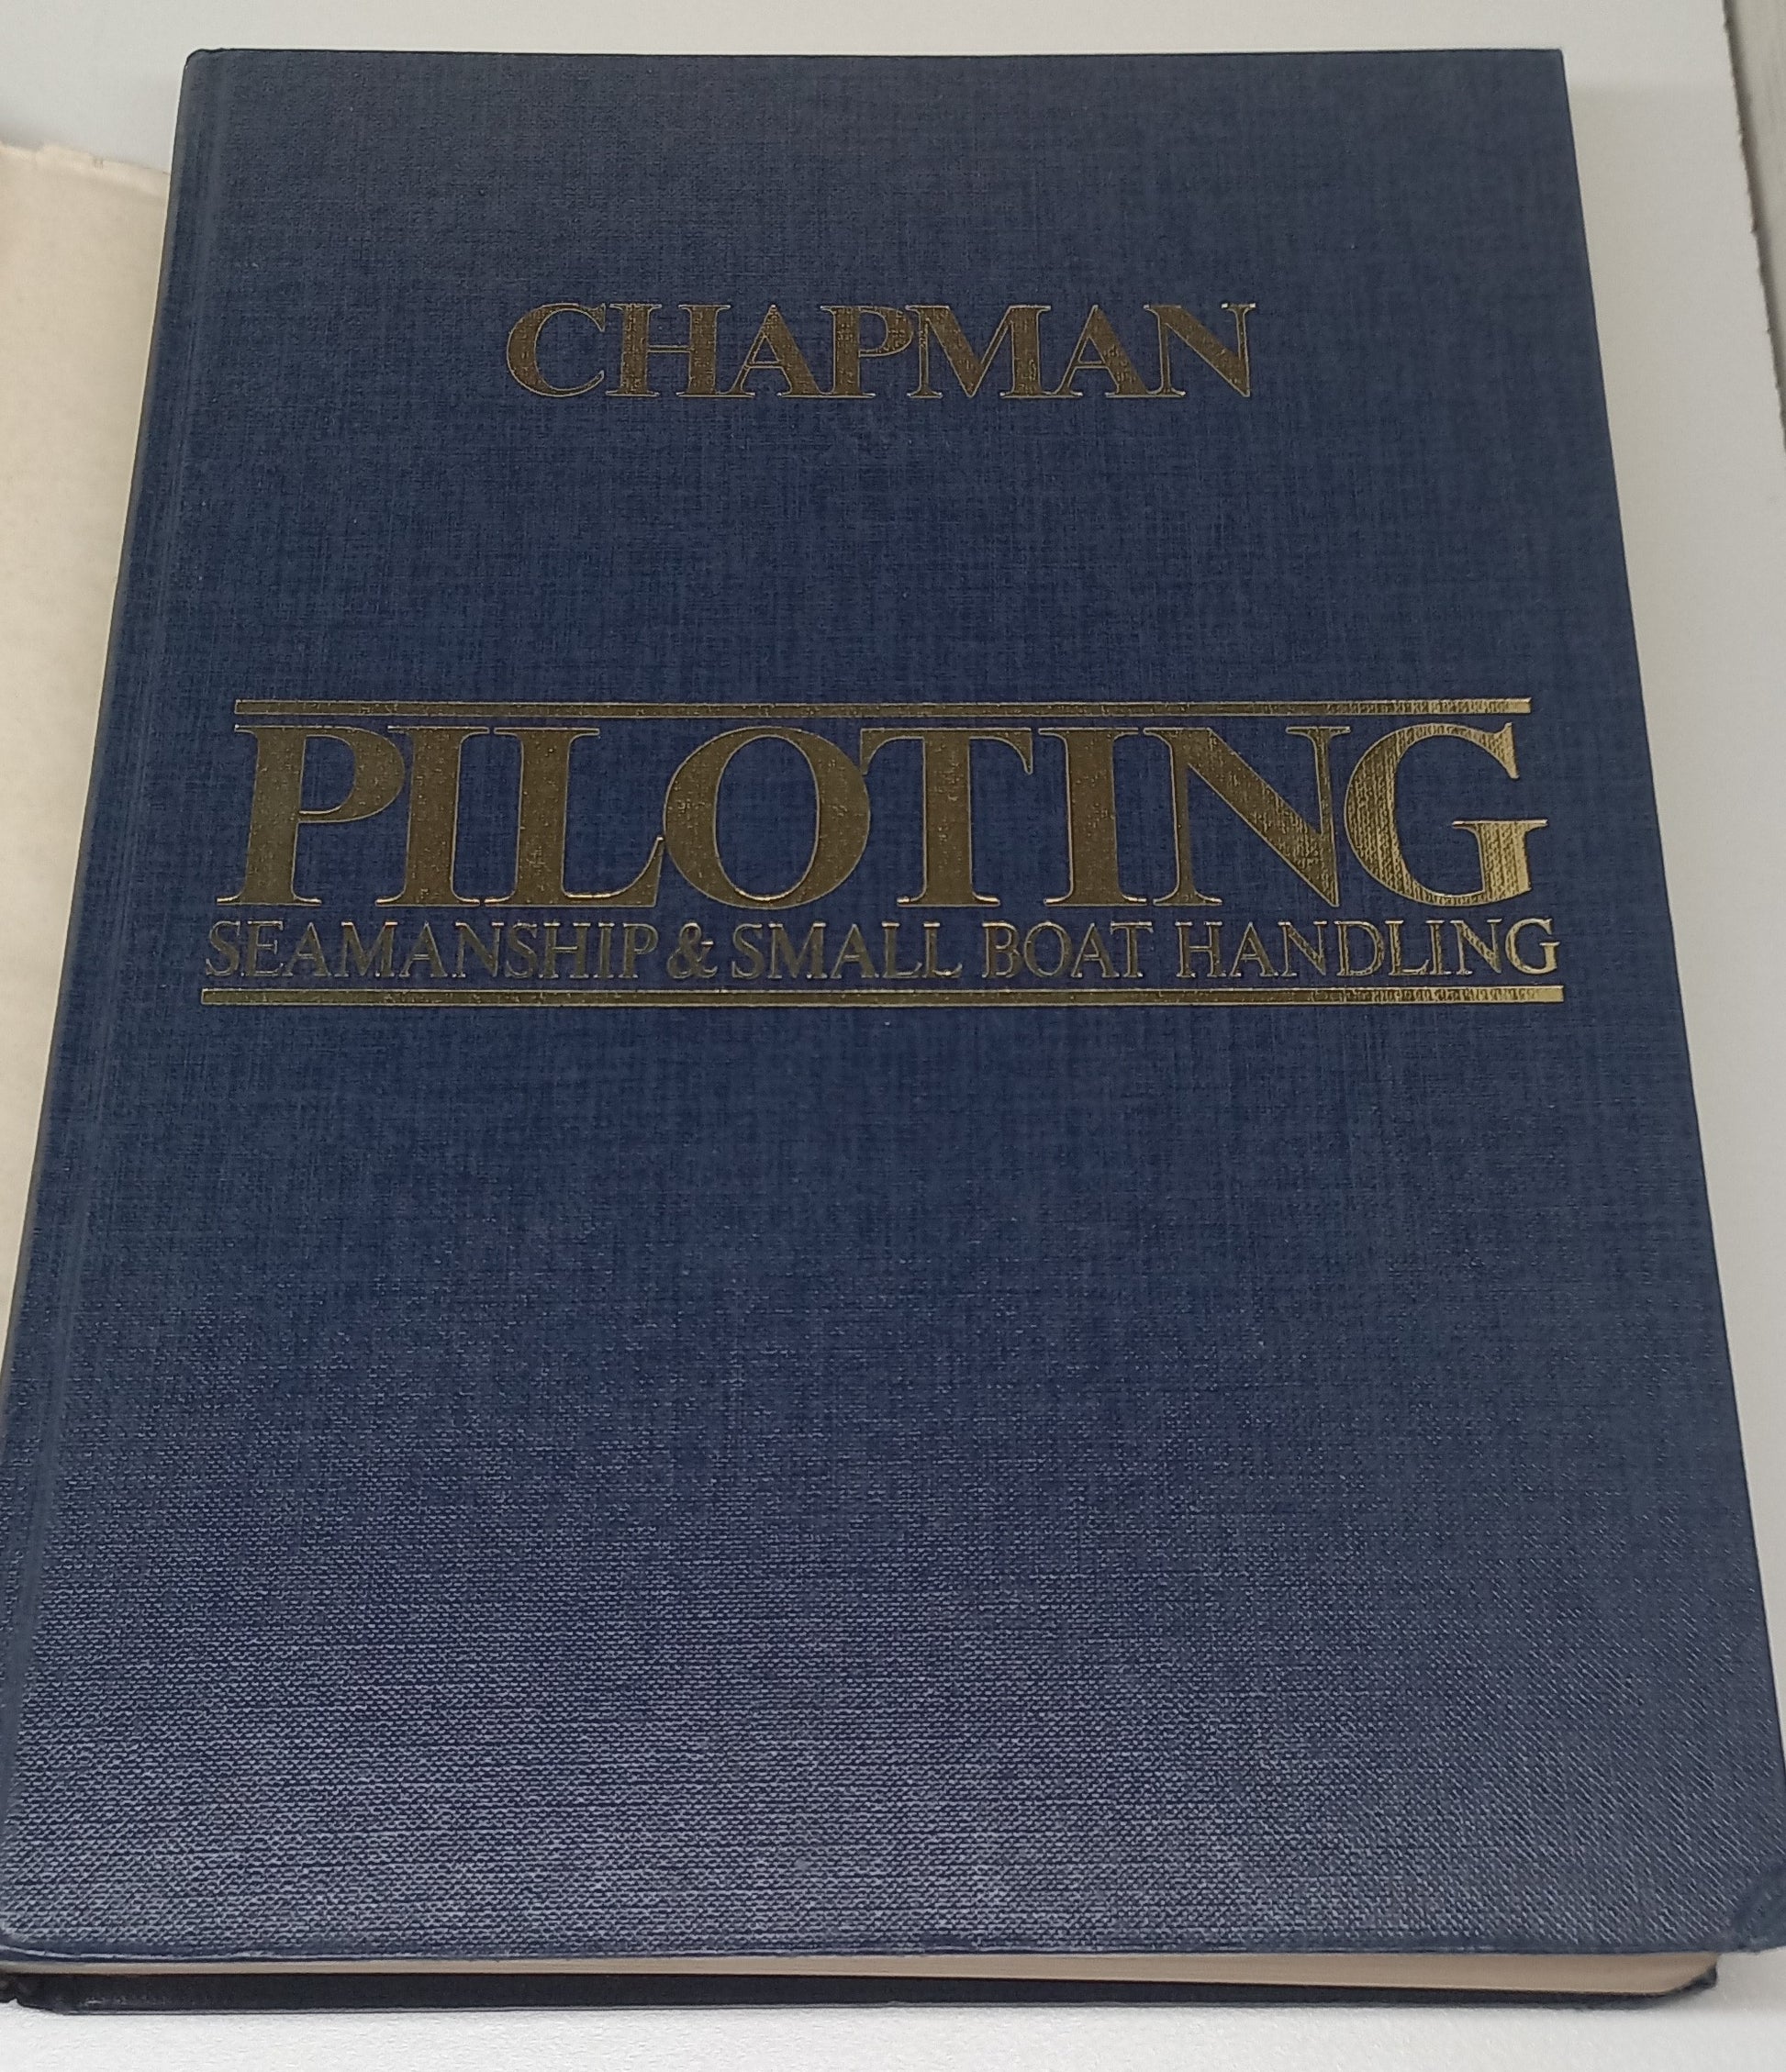 CHAPMAN
PILOTING
SEAMANSHIP & SMALL BOAT HANDLING